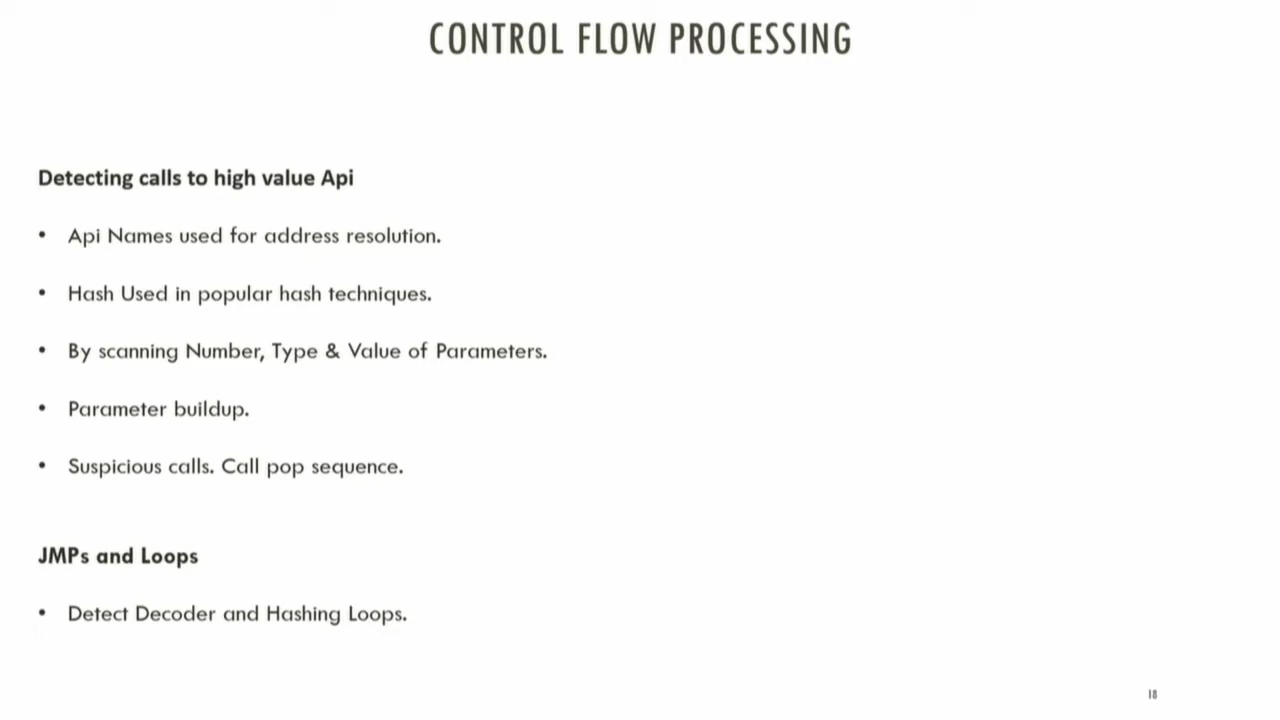 CONTROL FLOW PROCESSING
Detecting calls to high value Api
• Api Names used for address resolution.
• Hash Used in popular hash techniques.
• By scanning Number, Type & Value of Parameters.
• Parameter buildup.
• Suspicious calls. Call pop sequence.
JMPs and Loops
• Detect Decoder and Hashing Loops.
18